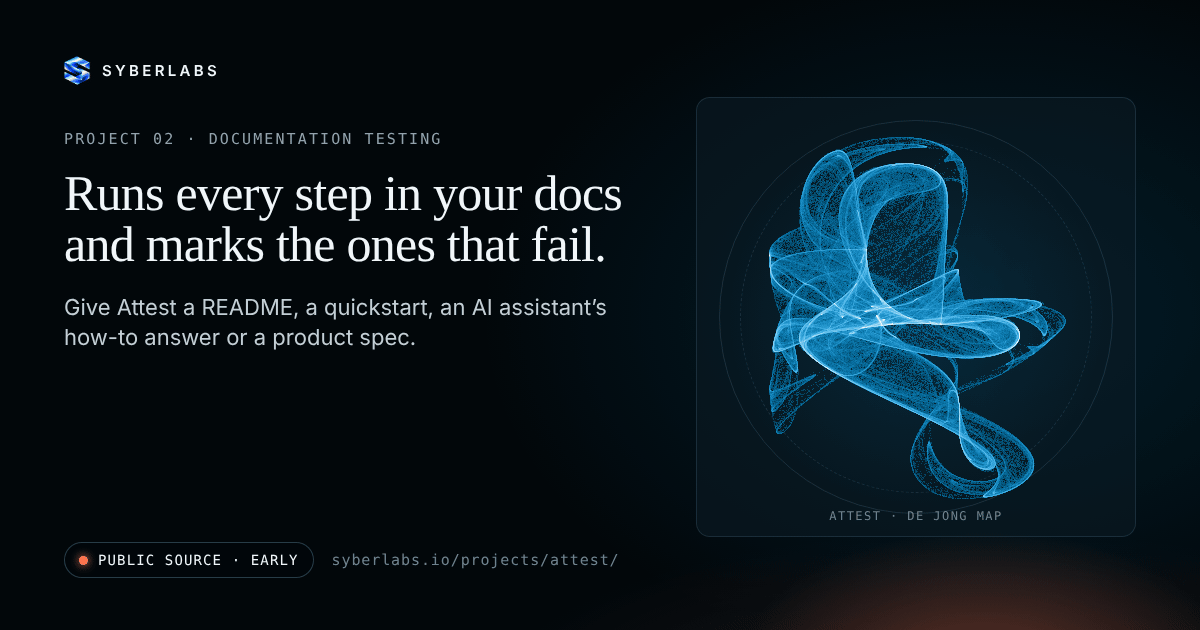 SYBERLABS
PROJECT 02 · DOCUMENTATION TESTING
Runs every step in your docs
and marks the ones that fail.
Give Attest a README, a quickstart, an AI assistant’s
how-to answer or a product spec.
ATTEST · DE JONG MAP
PUBLIC SOURCE · EARLY
syberlabs.io/projects/attest/